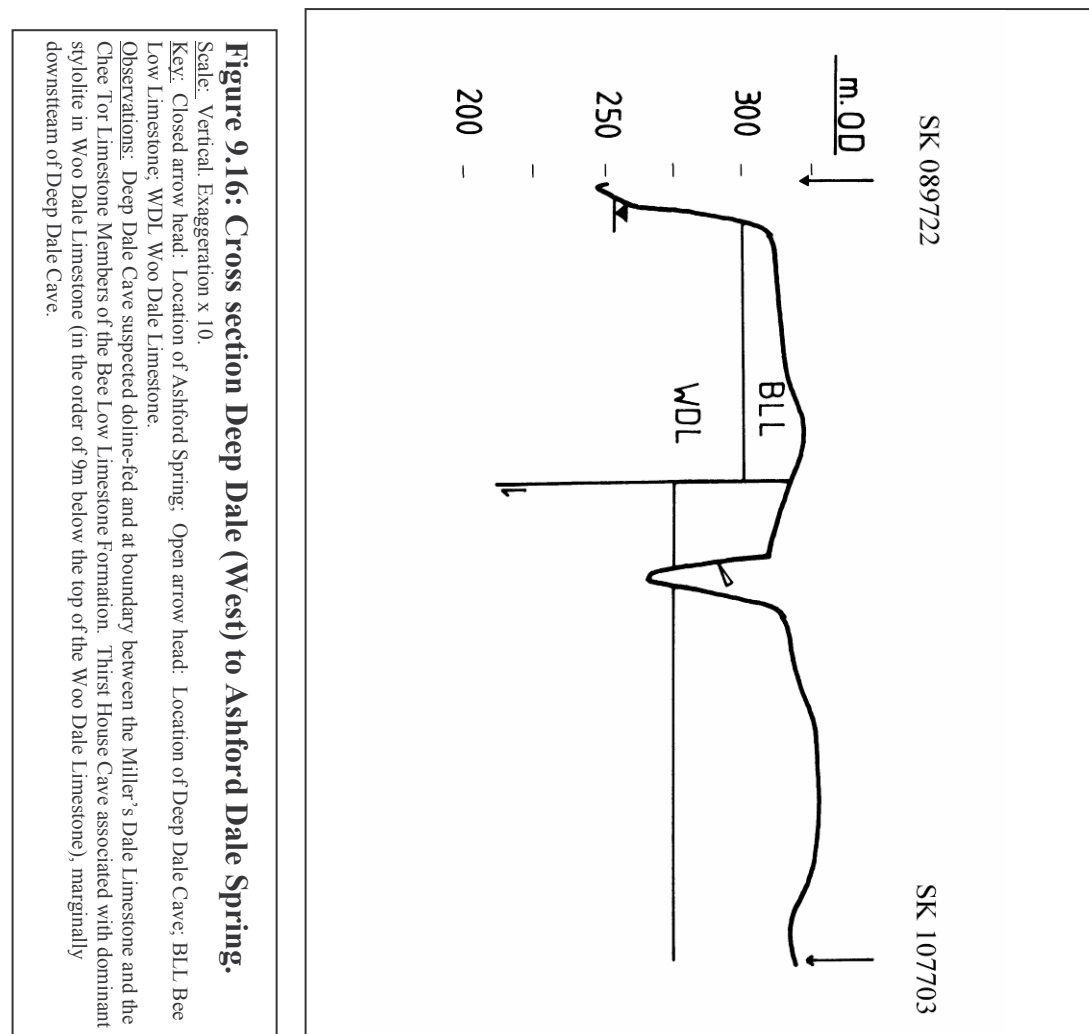 SK 089722
SK 107703
m.OD
300
250
200
BLL
WDL
Figure 9.16: Cross section Deep Dale (West) to Ashford Dale Spring.
Scale: Vertical. Exaggeration x 10.
Key: Closed arrow head: Location of Ashford Spring; Open arrow head: Location of Deep Dale Cave; BLL Bee
Low Limestone; WDL Woo Dale Limestone.
Observations: Deep Dale Cave suspected doline-fed and at boundary between the Miller's Dale Limestone and the
Chee Tor Limestone Members of the Bee Low Limestone Formation. Thirst House Cave associated with dominant
stylolite in Woo Dale Limestone (in the order of 9m below the top of the Woo Dale Limestone), marginally
downstteam of Deep Dale Cave.